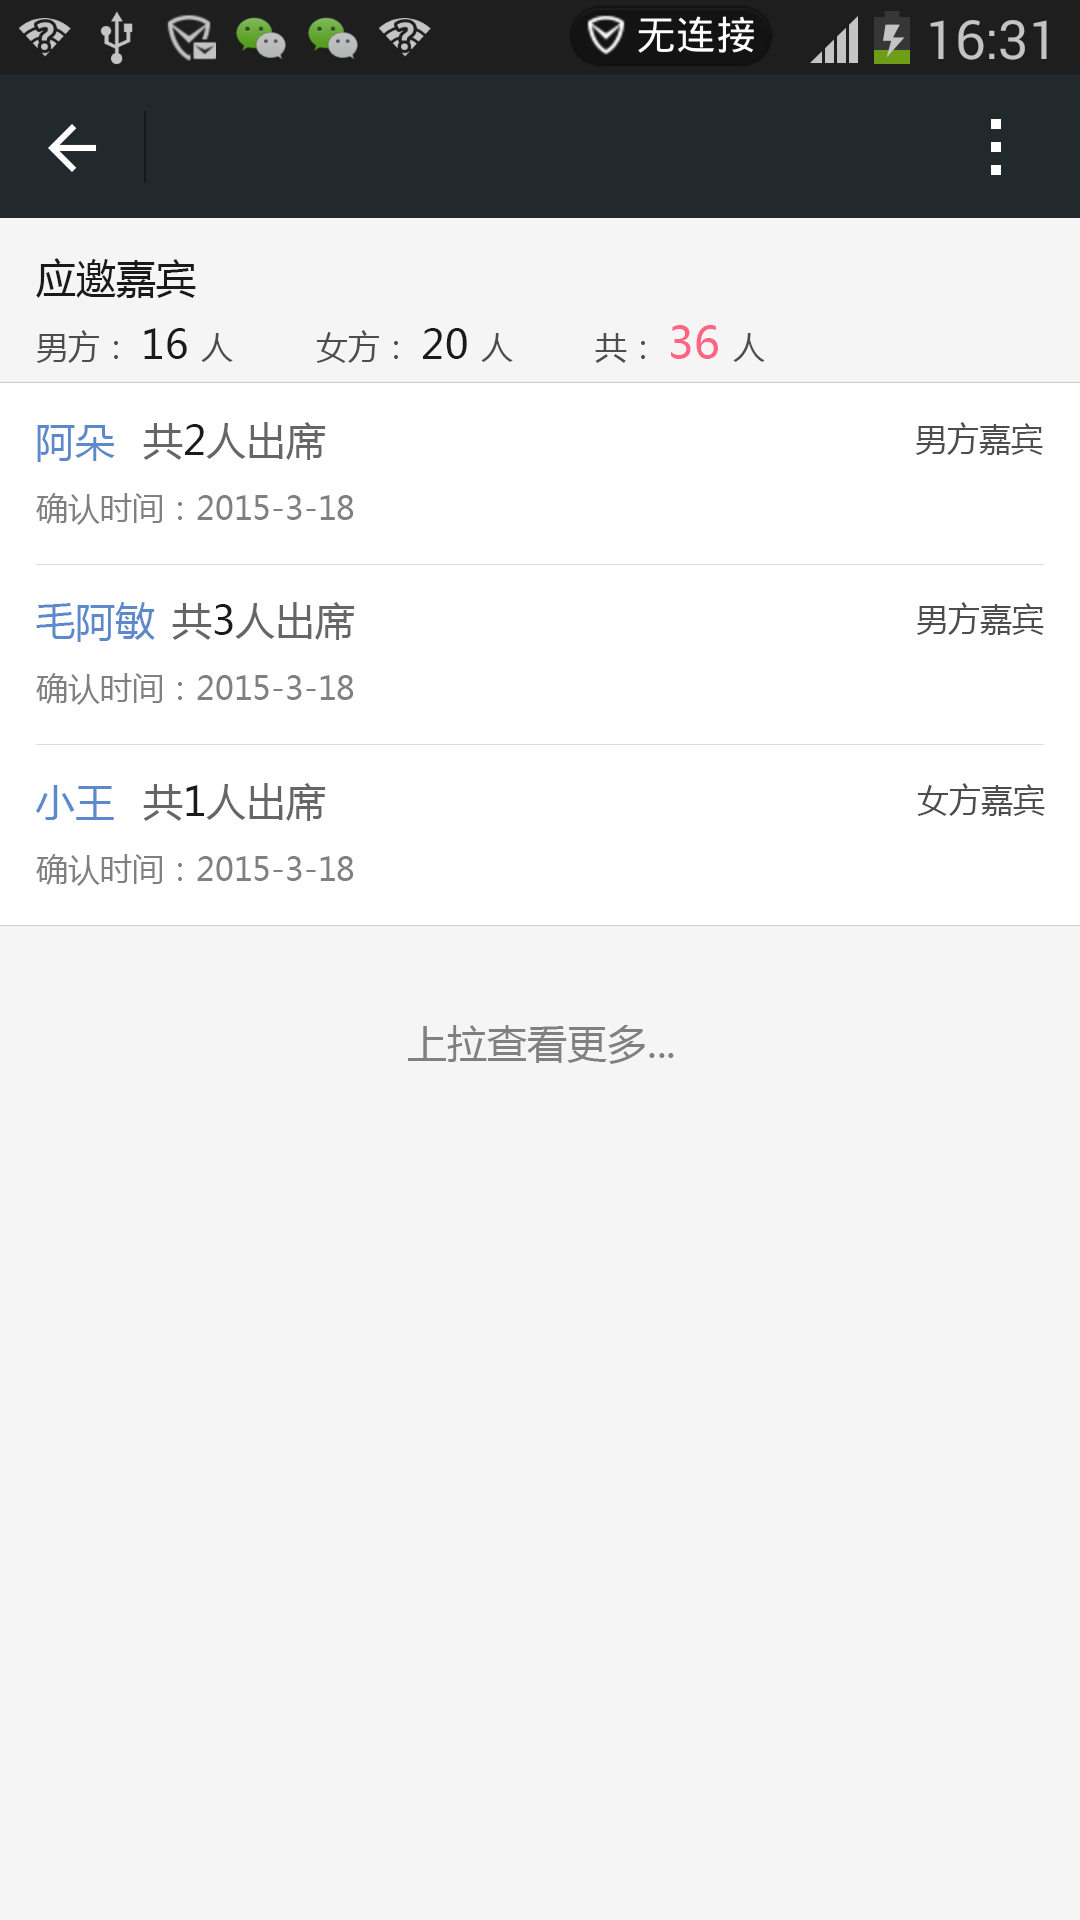 无连接 16:31
应邀嘉宾
男方： 16 人 女方： 20 人 共： 36 人
阿朵 共2人出席 男方嘉宾
确认时间：2015-3-18
毛阿敏 共3人出席 男方嘉宾
确认时间：2015-3-18
小王 共1人出席 女方嘉宾
确认时间：2015-3-18
上拉查看更多...